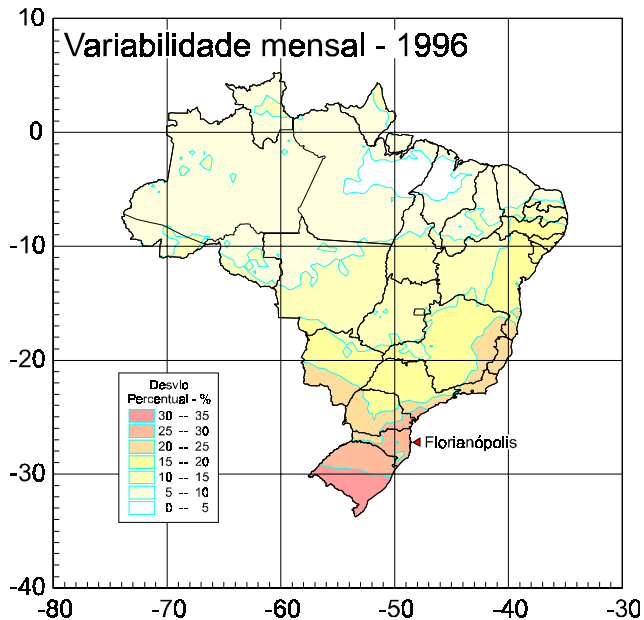 Variabilidade mensal - 1996
10
0
-10
-20
-30
-40
-80
-70
-60
-50
-40
-30
Florianópolis
Desvio
Percentual - %
30 -- 35
25 -- 30
20 -- 25
15 -- 20
10 -- 15
5 -- 10
0 -- 5